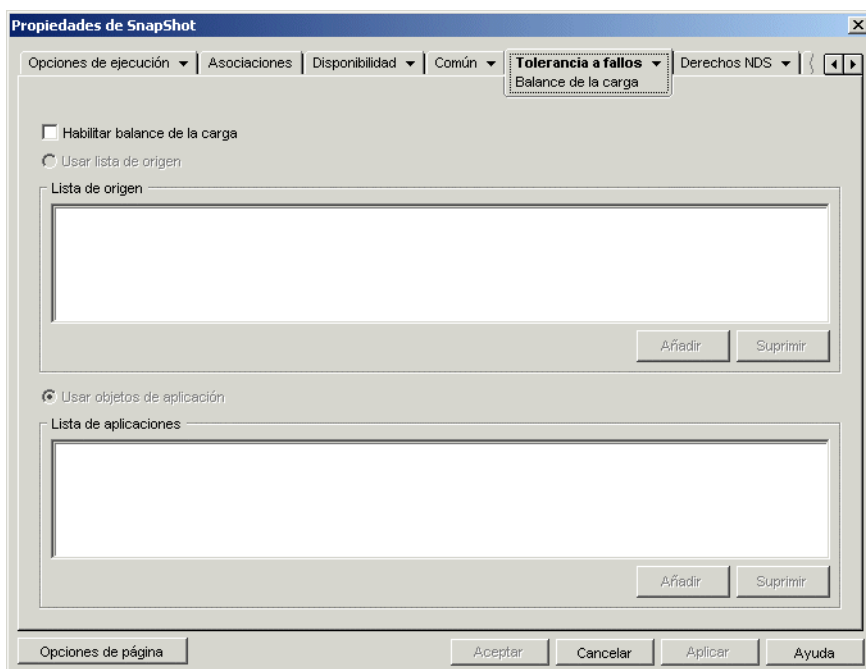 Propiedades de SnapShot
Opciones de ejecución Asociaciones Disponibilidad Común Tolerancia a fallos Derechos NDS
Balance de la carga
Habilitar balance de la carga
Usar lista de origen
Lista de origen
Añadir Suprimir
Usar objetos de aplicación
Lista de aplicaciones
Añadir Suprimir
Opciones de página Aceptar Cancelar Aplicar Ayuda